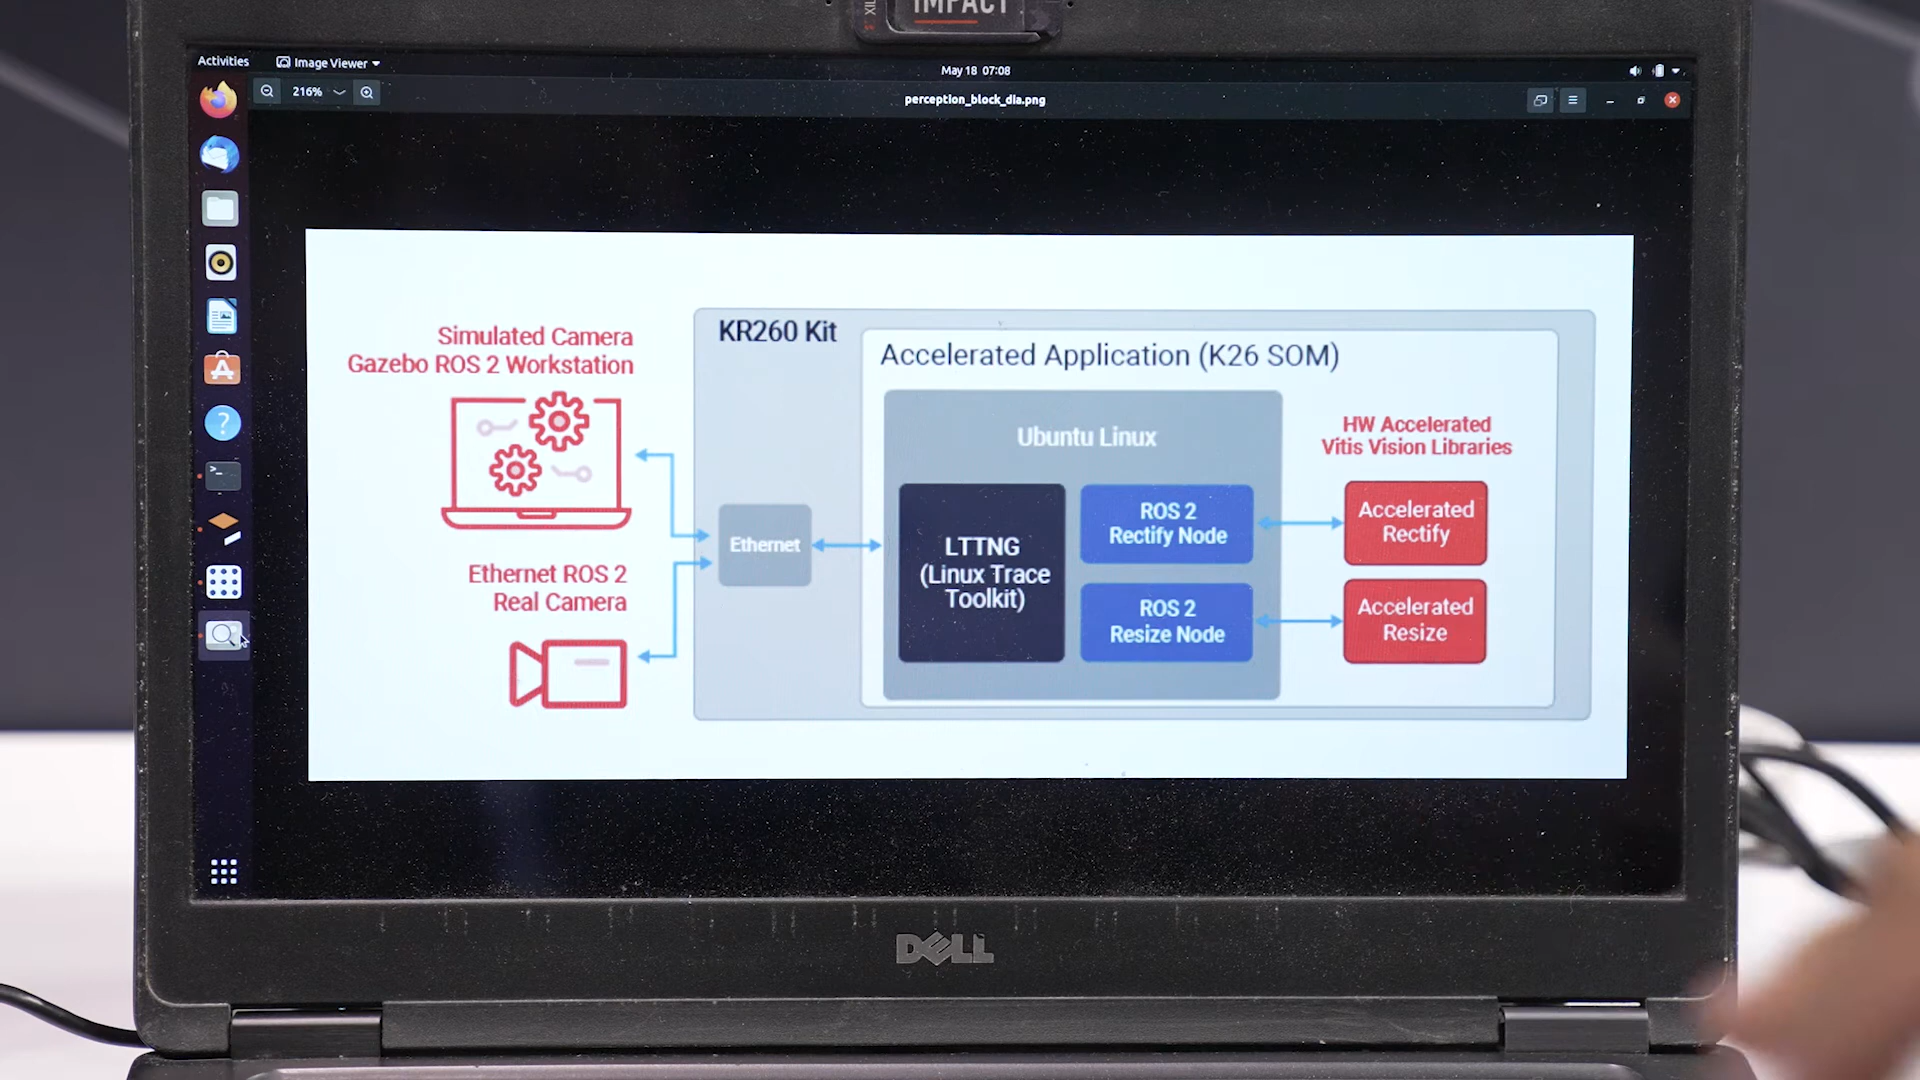 IMPACT
Activities
Image Viewer
May 18 07:08
216%
perception_block_dia.png
Simulated Camera
Gazebo ROS 2 Workstation
Ethernet ROS 2
Real Camera
KR260 Kit
Ethernet
Accelerated Application (K26 SOM)
Ubuntu Linux
LTTNG
(Linux Trace
Toolkit)
ROS 2
Rectify Node
ROS 2
Resize Node
HW Accelerated
Vitis Vision Libraries
Accelerated
Rectify
Accelerated
Resize
DELL